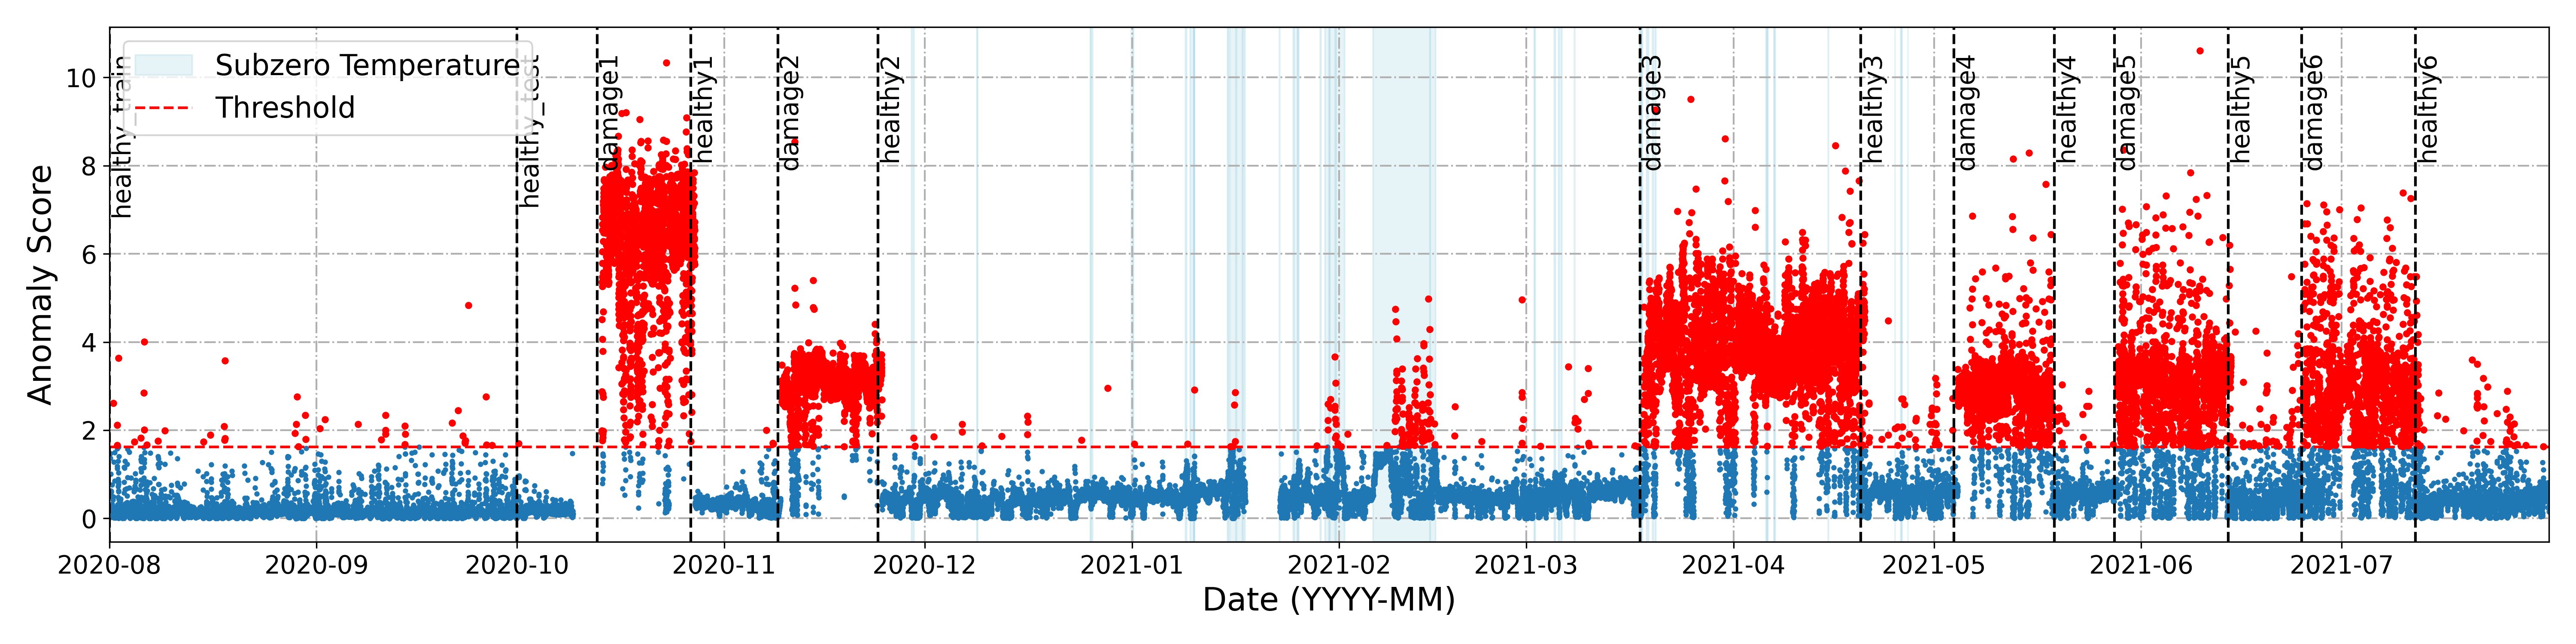 Subzero Temperature
Threshold
healthy_train
healthy_test
damage1
healthy1
damage2
healthy2
damage3
healthy3
damage4
healthy4
damage5
healthy5
damage6
healthy6
Anomaly Score
10
8
6
4
2
0
2020-08
2020-09
2020-10
2020-11
2020-12
2021-01
2021-02
2021-03
2021-04
2021-05
2021-06
2021-07
Date (YYYY-MM)